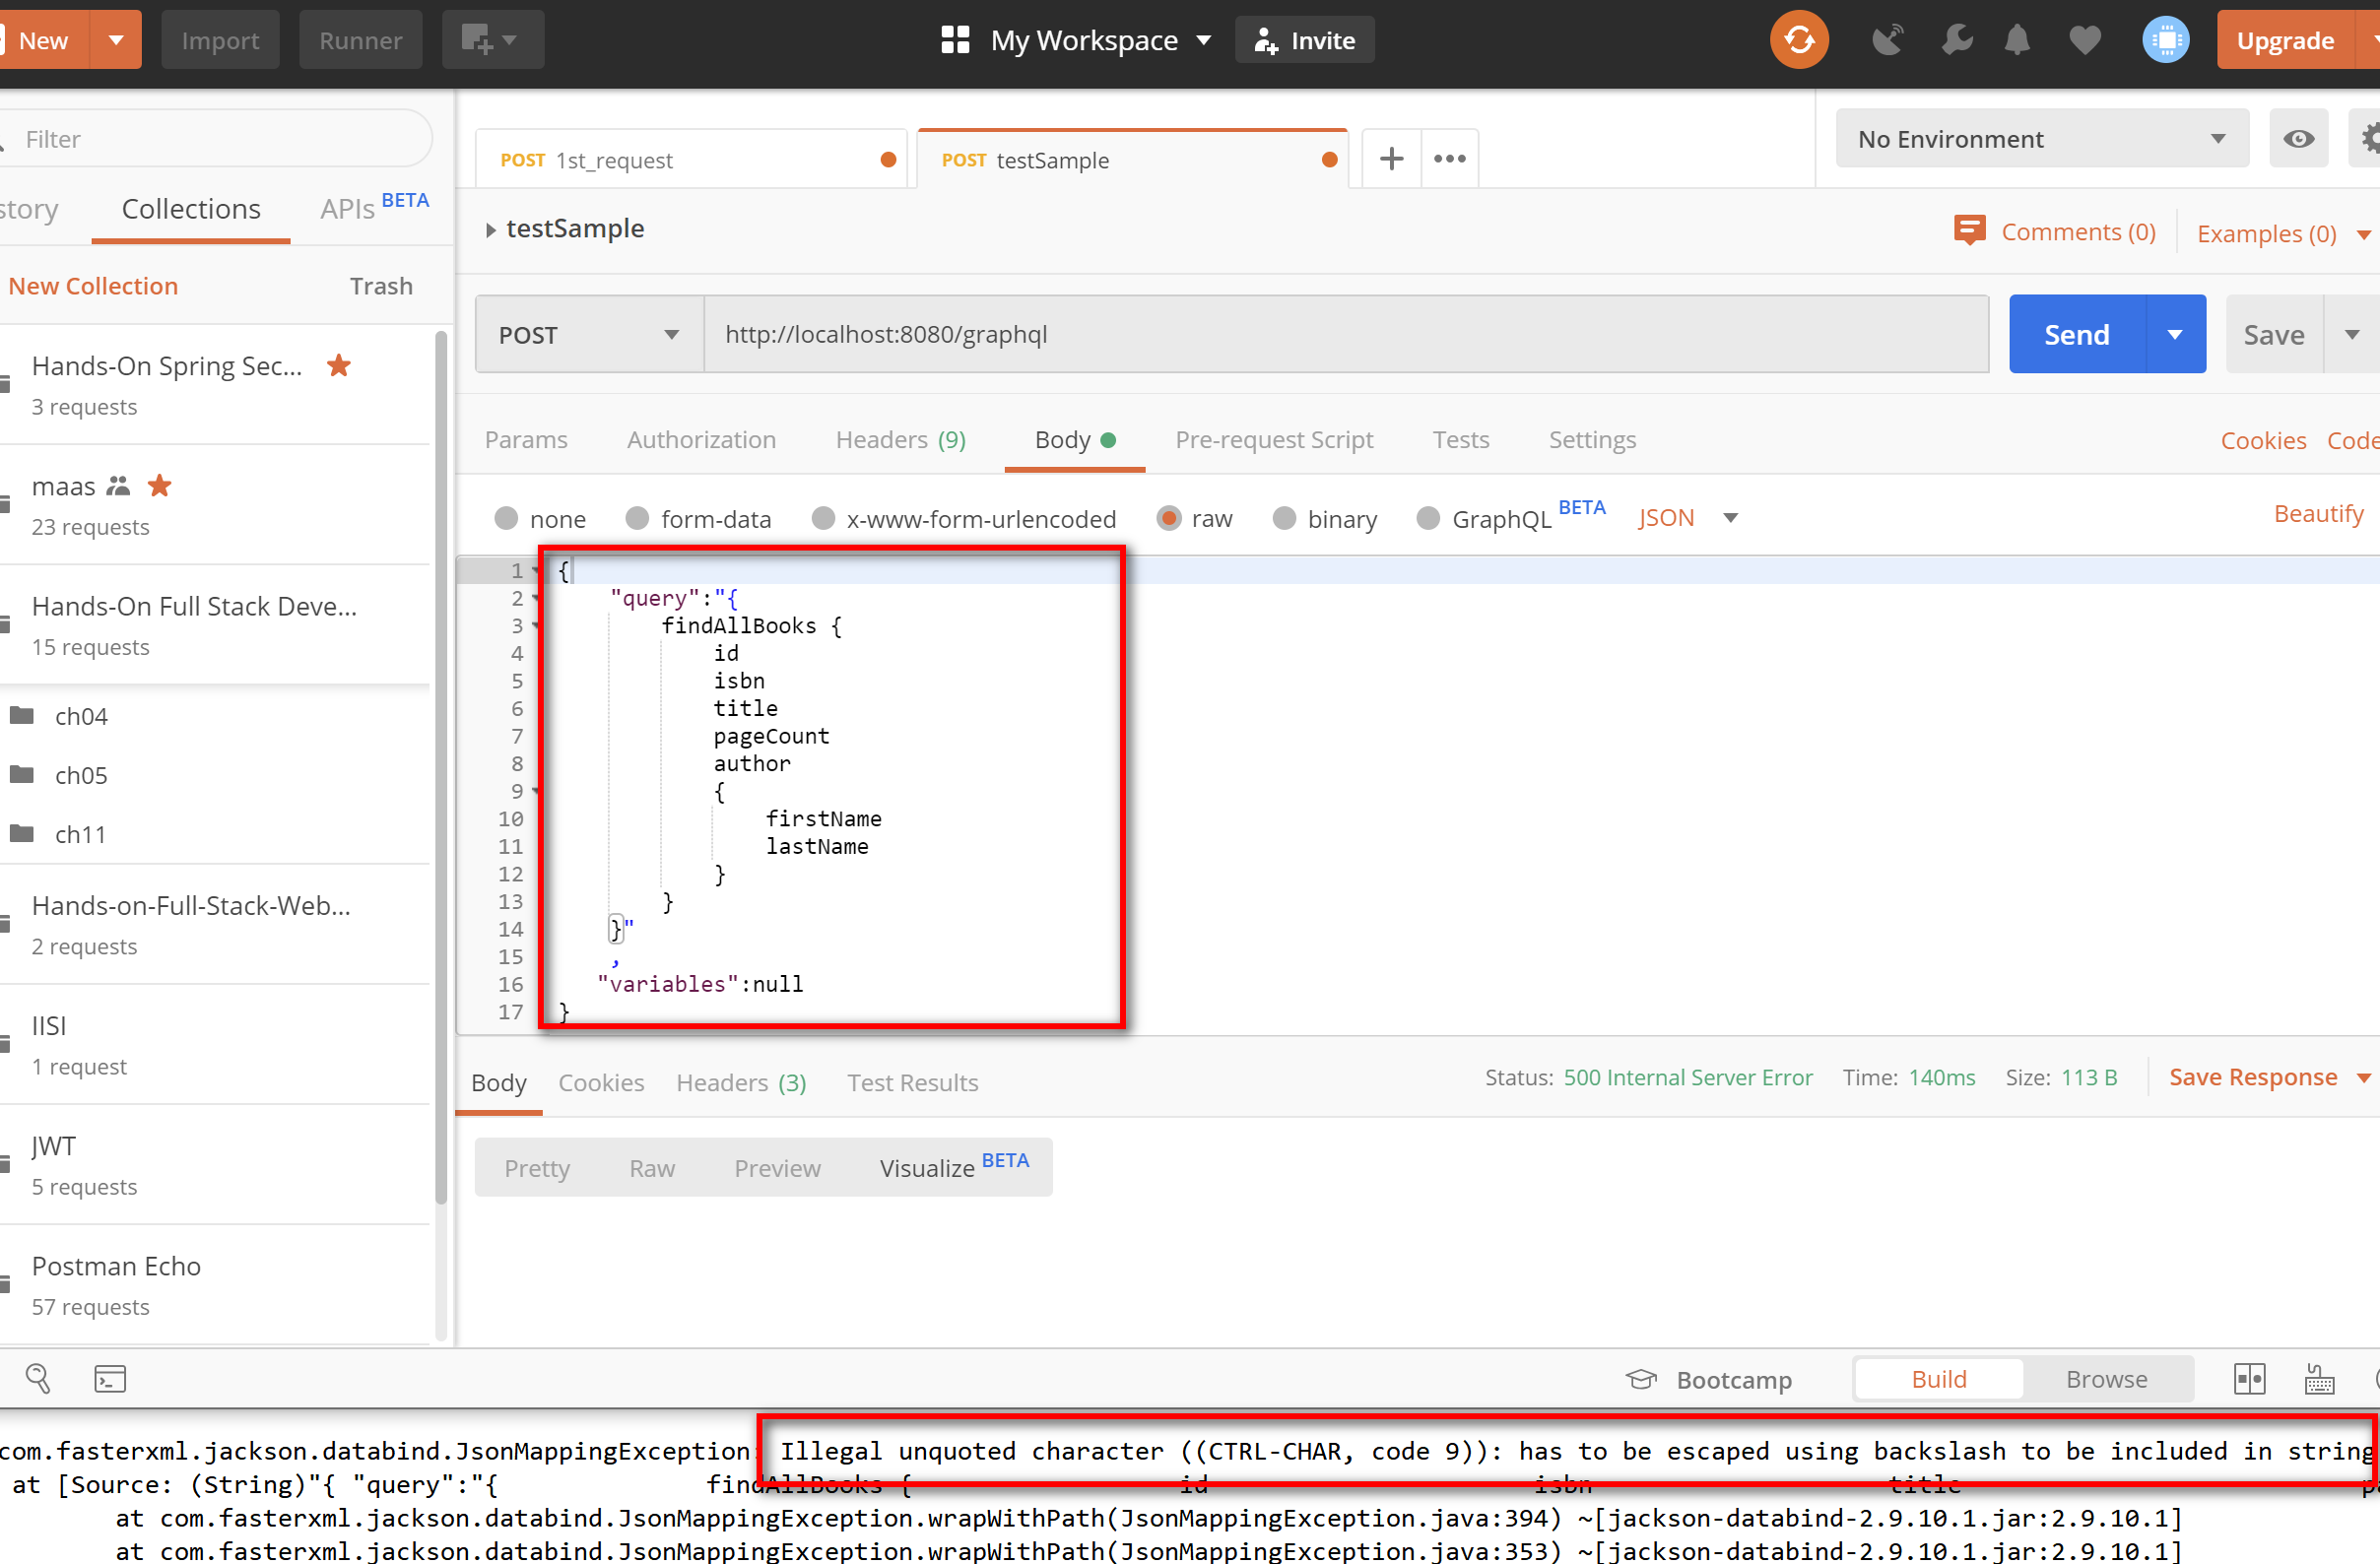 New
Import
Runner
My Workspace
Invite
Upgrade
Filter
story
Collections
APIs BETA
New Collection
Trash
Hands-On Spring Sec...
3 requests
maas
23 requests
Hands-On Full Stack Deve...
15 requests
ch04
ch05
ch11
Hands-on-Full-Stack-Web...
2 requests
IISI
1 request
JWT
5 requests
Postman Echo
57 requests
POST 1st_request
POST testSample
No Environment
testSample
Comments (0)
Examples (0)
POST
http://localhost:8080/graphql
Send
Save
Params
Authorization
Headers (9)
Body
Pre-request Script
Tests
Settings
Cookies
Code
none
form-data
x-www-form-urlencoded
raw
binary
GraphQL BETA
JSON
Beautify
1 {
2 "query":"{
3 findAllBooks {
4 id
5 isbn
6 title
7 pageCount
8 author
9 {
10 firstName
11 lastName
12 }
13 }
14 }"
15 ,
16 "variables":null
17 }
Body
Cookies
Headers (3)
Test Results
Status: 500 Internal Server Error
Time: 140ms
Size: 113 B
Save Response
Pretty
Raw
Preview
Visualize BETA
Bootcamp
Build
Browse
com.fasterxml.jackson.databind.JsonMappingException: Illegal unquoted character ((CTRL-CHAR, code 9)): has to be escaped using backslash to be included in string
at [Source: (String)"{ "query":"{ findAllBooks { id isbn title
at com.fasterxml.jackson.databind.JsonMappingException.wrapWithPath(JsonMappingException.java:394) ~[jackson-databind-2.9.10.1.jar:2.9.10.1]
at com.fasterxml.jackson.databind.JsonMappingException.wrapWithPath(JsonMappingException.java:353) ~[jackson-databind-2.9.10.1.jar:2.9.10.1]